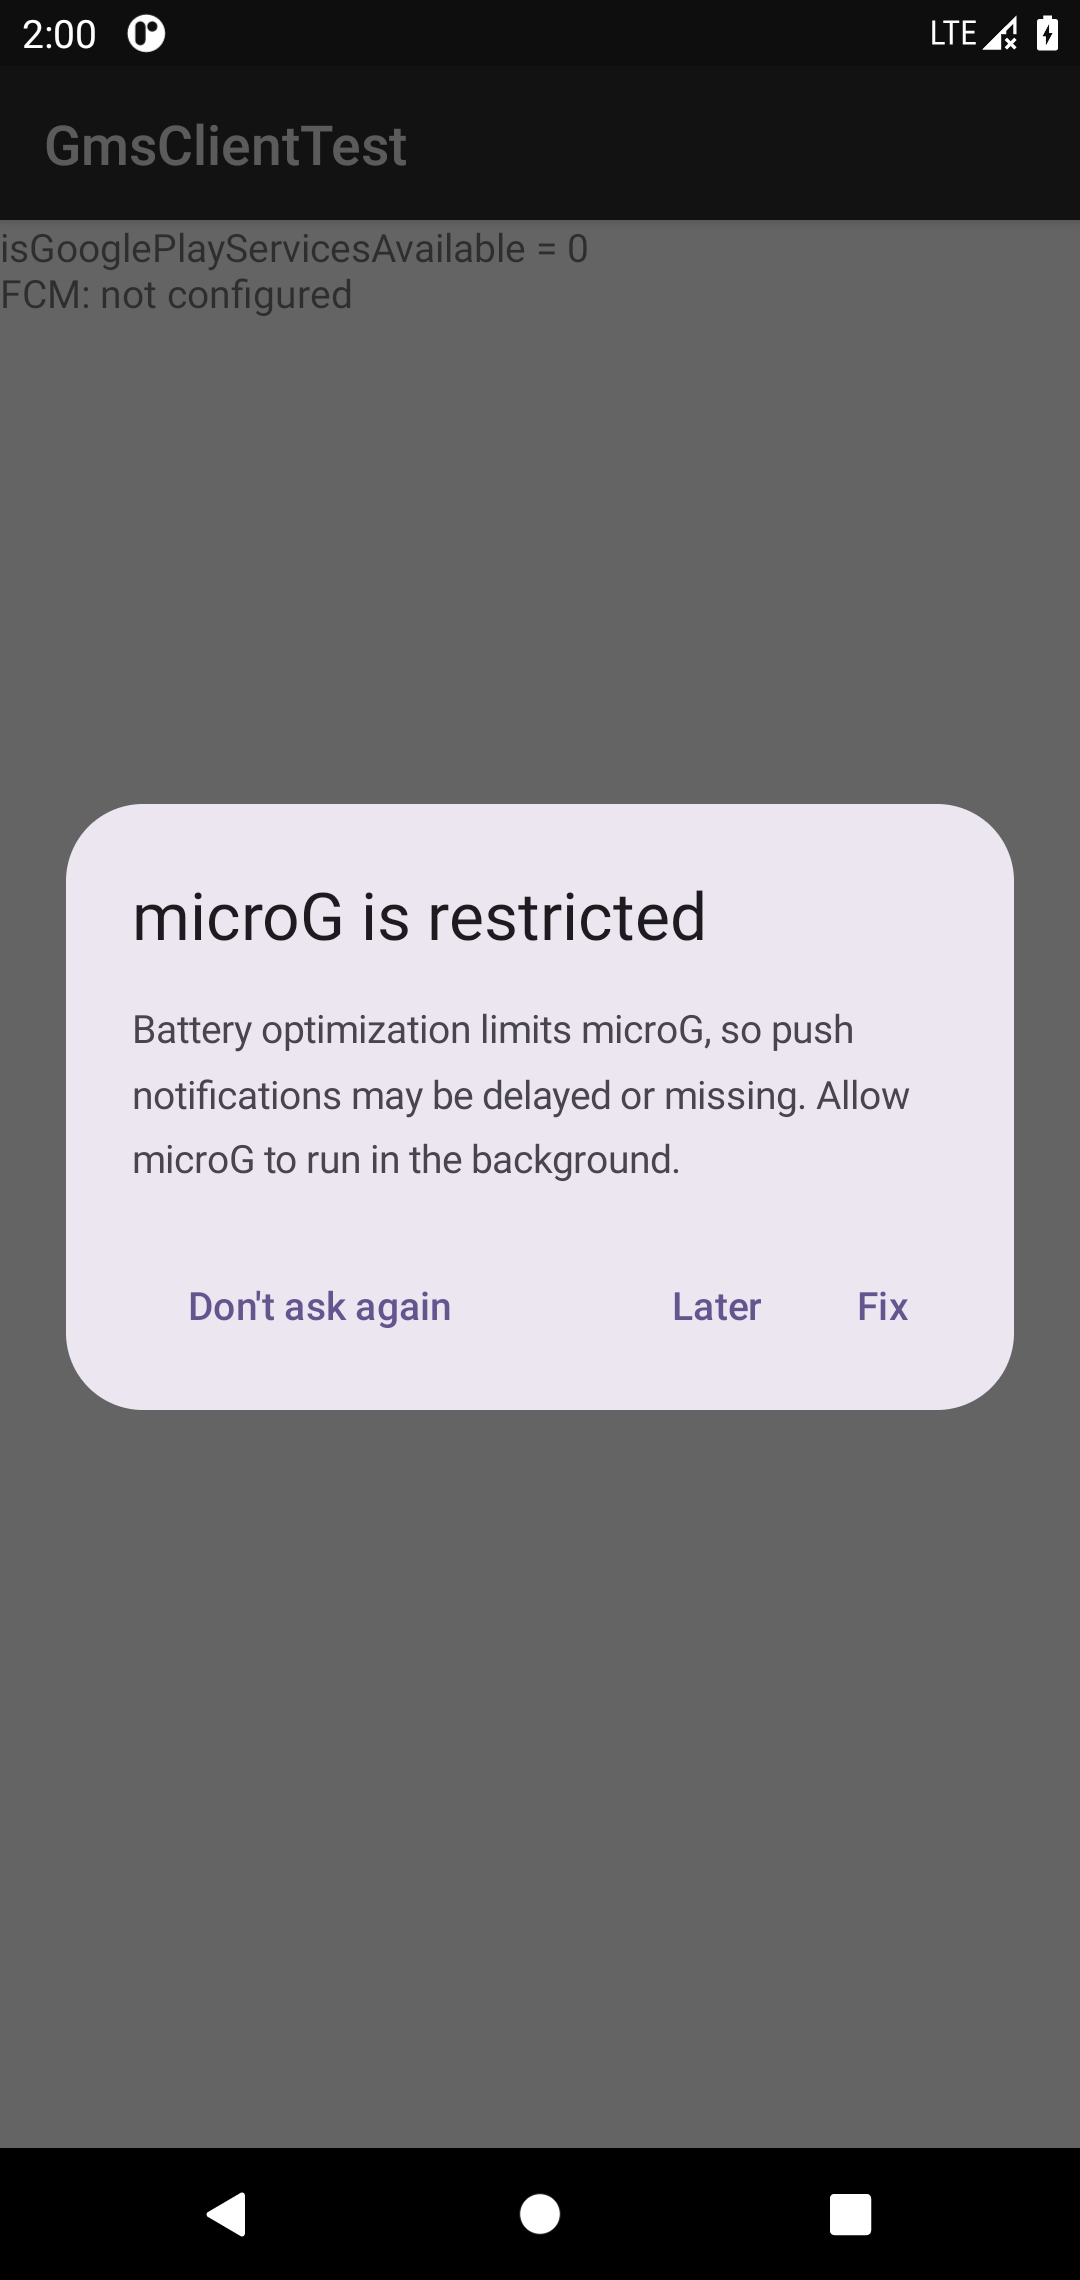 2:00
LTE
GmsClientTest
isGooglePlayServicesAvailable = 0
FCM: not configured
microG is restricted
Battery optimization limits microG, so push
notifications may be delayed or missing. Allow
microG to run in the background.
Don't ask again
Later
Fix